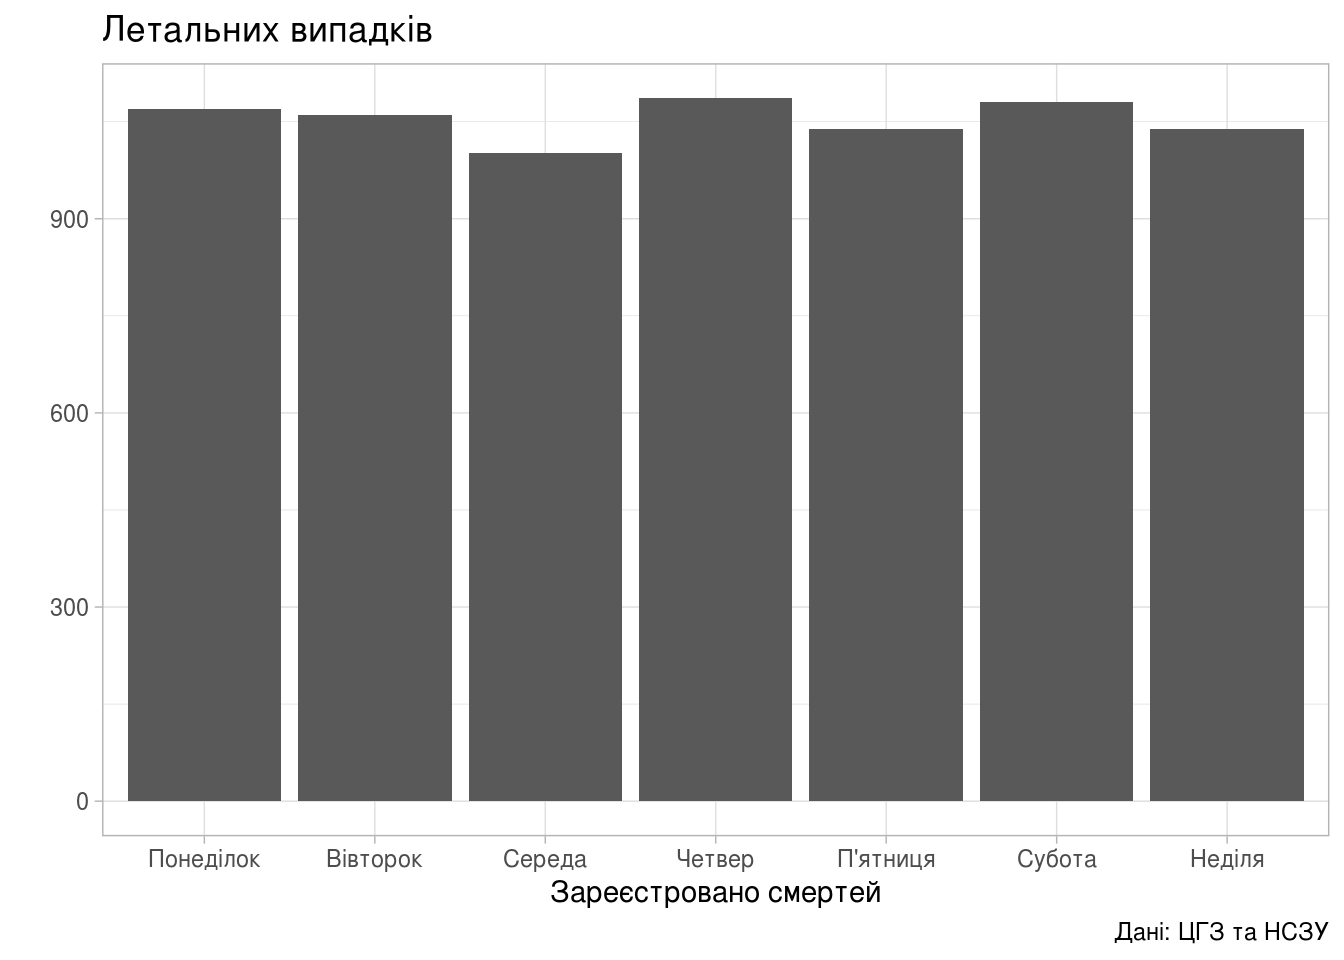 Летальних випадків
900
600
300
0
Понеділок Вівторок Середа Четвер П'ятниця Субота Неділя
Зареєстровано смертей
Дані: ЦГЗ та НСЗУ